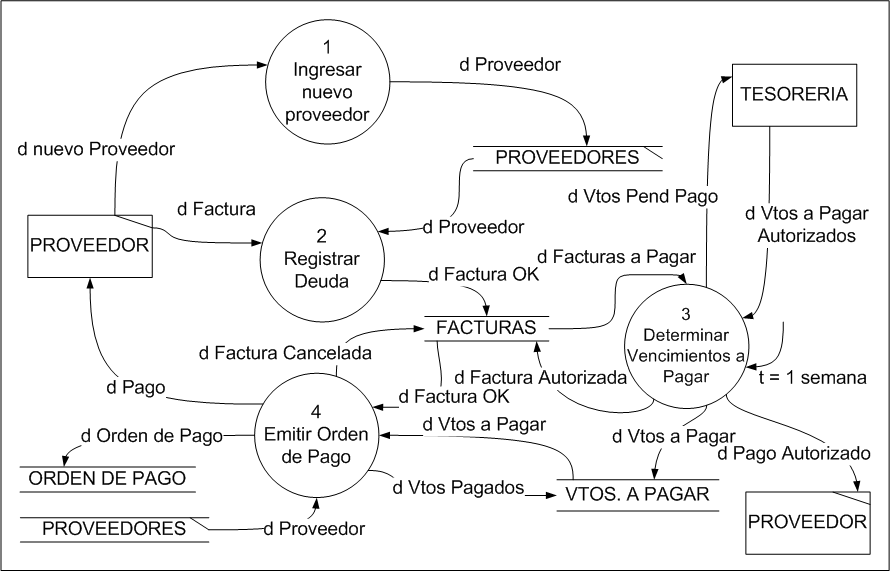 1
Ingresar
nuevo
proveedor
d Proveedor
TESORERIA
d nuevo Proveedor
PROVEEDORES
d Vtos Pend Pago
d Factura
d Proveedor
d Vtos a Pagar
Autorizados
PROVEEDOR
2
Registrar
Deuda
d Facturas a Pagar
d Factura OK
FACTURAS
3
Determinar
Vencimientos a
Pagar
d Factura Cancelada
t = 1 semana
d Factura Autorizada
d Pago
d Factura OK
4
Emitir Orden
de Pago
d Vtos a Pagar
d Vtos a Pagar
d Orden de Pago
d Pago Autorizado
ORDEN DE PAGO
d Vtos Pagados
VTOS. A PAGAR
PROVEEDORES
d Proveedor
PROVEEDOR